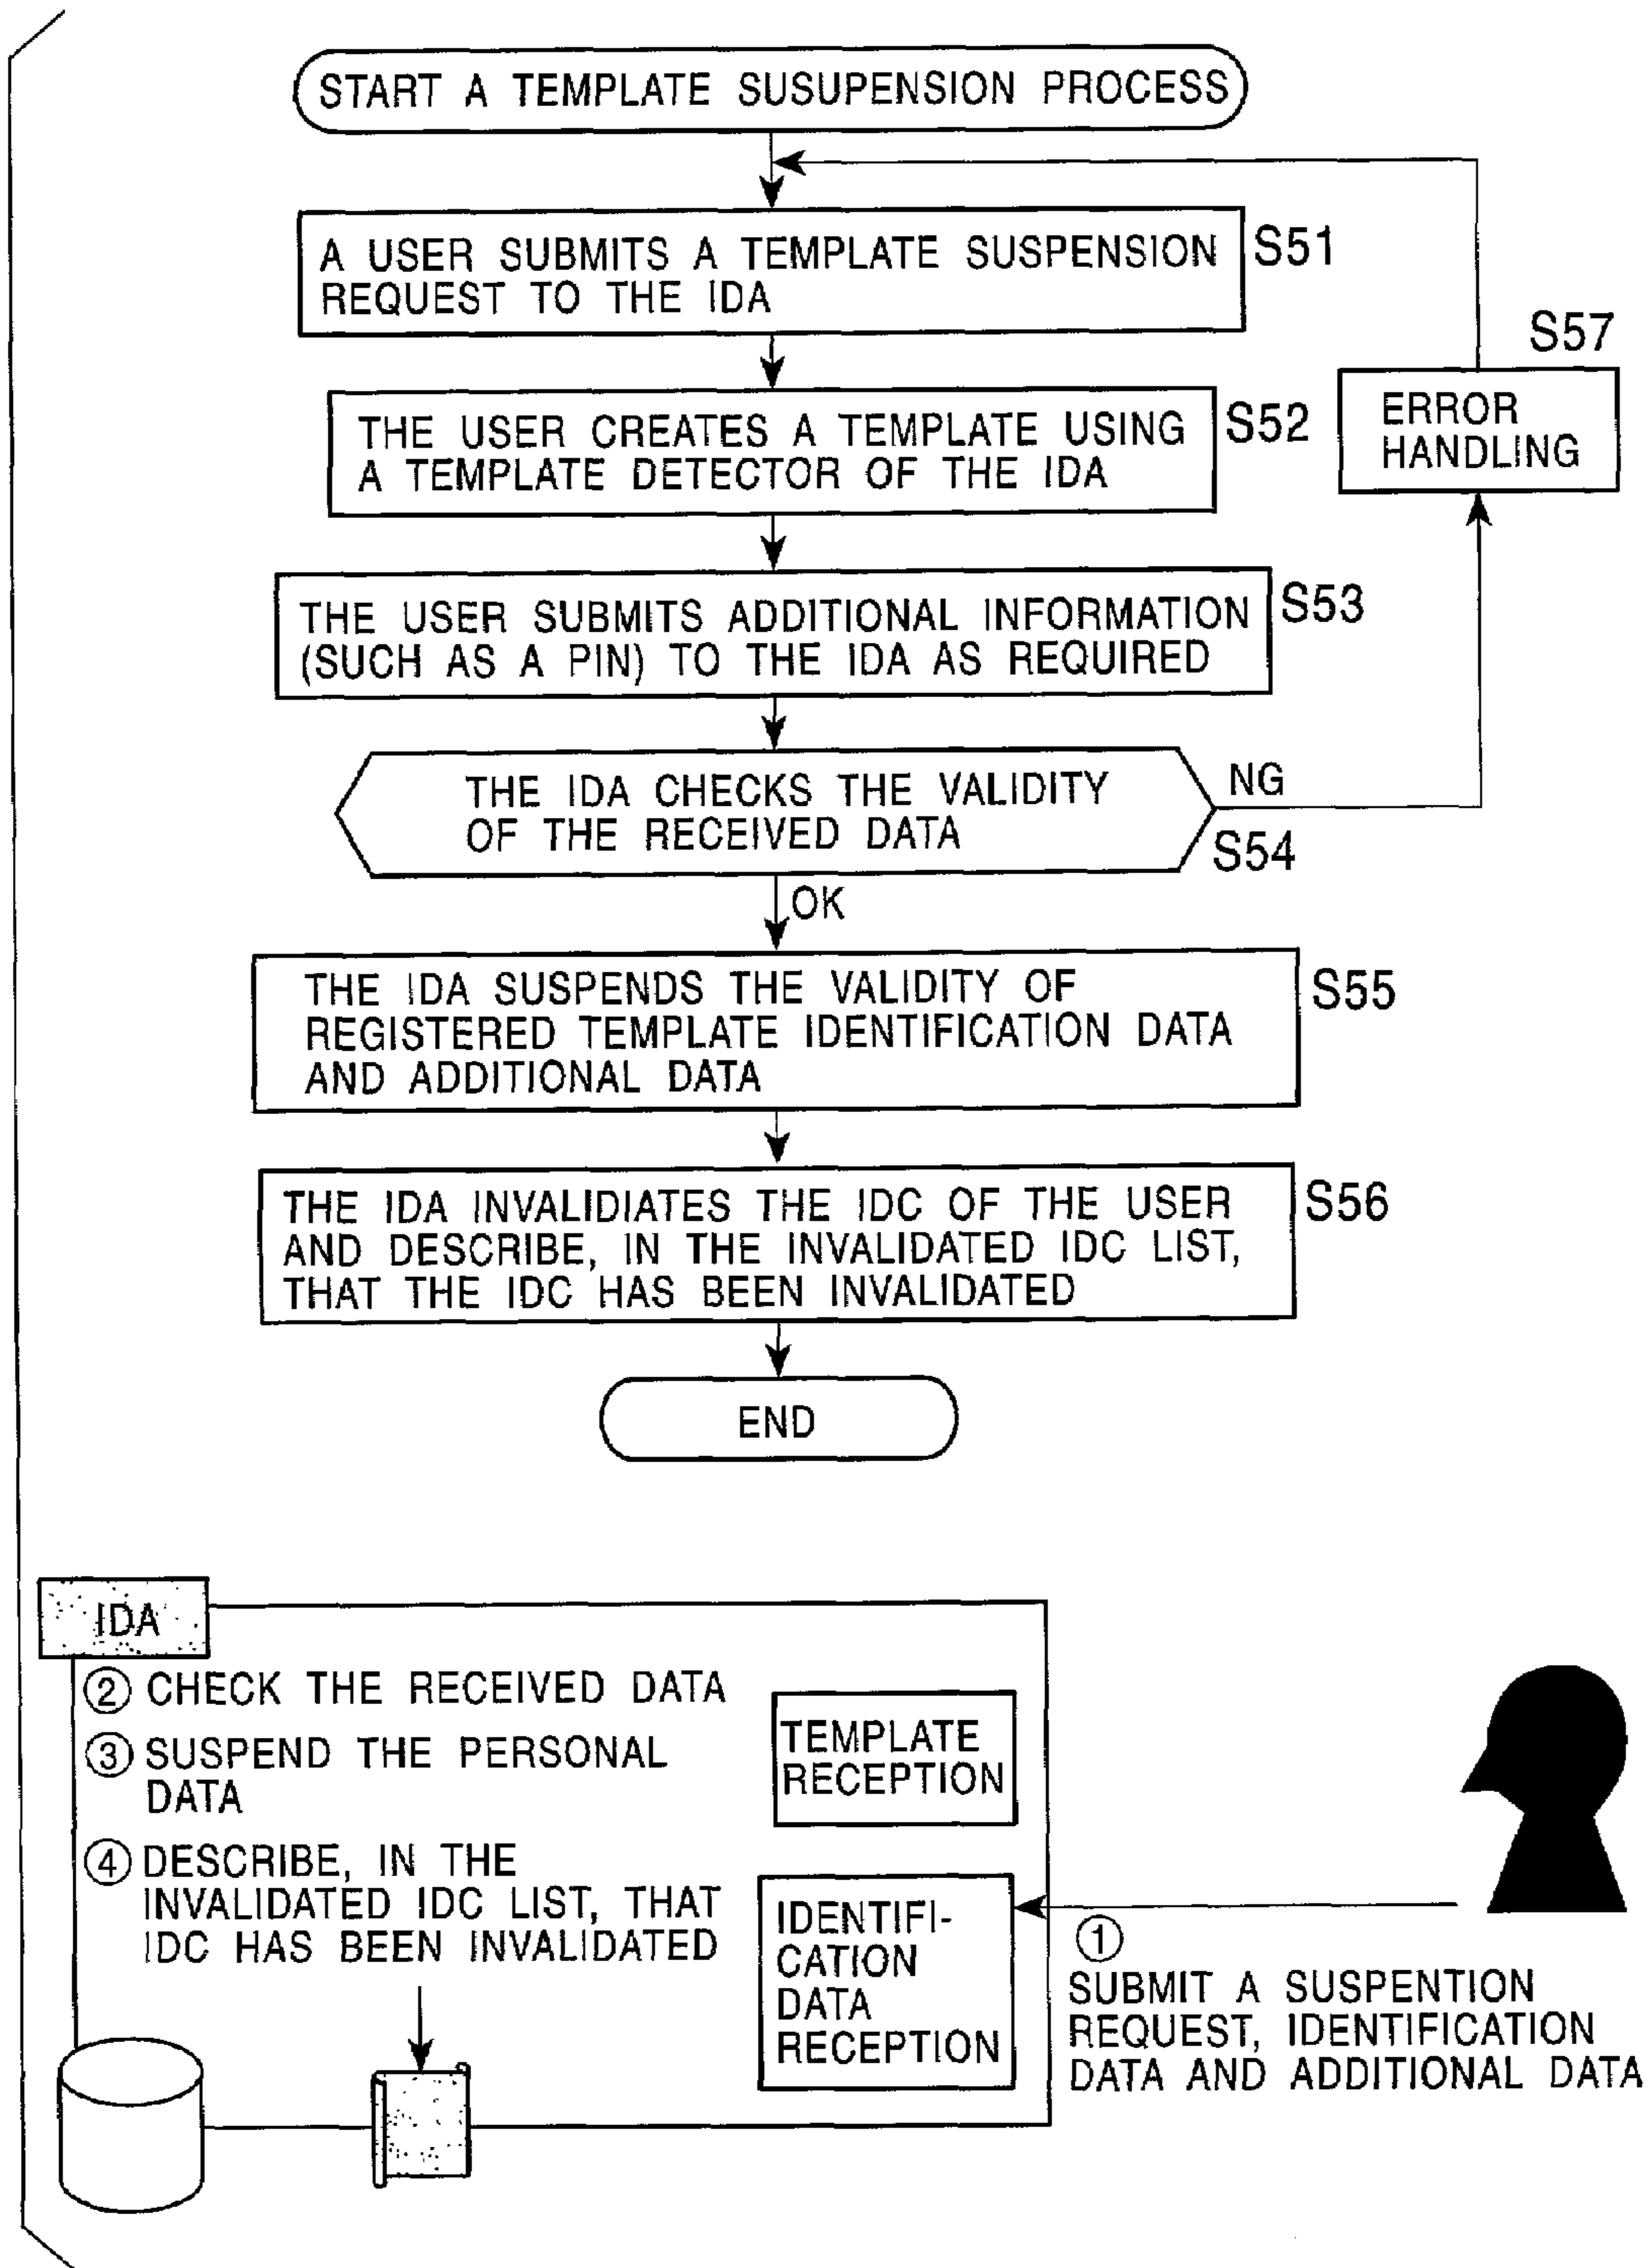 START A TEMPLATE SUSUPENSION PROCESS
A USER SUBMITS A TEMPLATE SUSPENSION
REQUEST TO THE IDA
S51
S57
ERROR
HANDLING
THE USER CREATES A TEMPLATE USING
A TEMPLATE DETECTOR OF THE IDA
S52
THE USER SUBMITS ADDITIONAL INFORMATION
(SUCH AS A PIN) TO THE IDA AS REQUIRED
S53
THE IDA CHECKS THE VALIDITY
OF THE RECEIVED DATA
NG
S54
OK
THE IDA SUSPENDS THE VALIDITY OF
REGISTERED TEMPLATE IDENTIFICATION DATA
AND ADDITIONAL DATA
S55
THE IDA INVALIDIATES THE IDC OF THE USER
AND DESCRIBE, IN THE INVALIDATED IDC LIST,
THAT THE IDC HAS BEEN INVALIDATED
S56
END
IDA
② CHECK THE RECEIVED DATA
③ SUSPEND THE PERSONAL
DATA
④ DESCRIBE, IN THE
INVALIDATED IDC LIST, THAT
IDC HAS BEEN INVALIDATED
TEMPLATE
RECEPTION
IDENTIFI-
CATION
DATA
RECEPTION
①
SUBMIT A SUSPENTION
REQUEST, IDENTIFICATION
DATA AND ADDITIONAL DATA